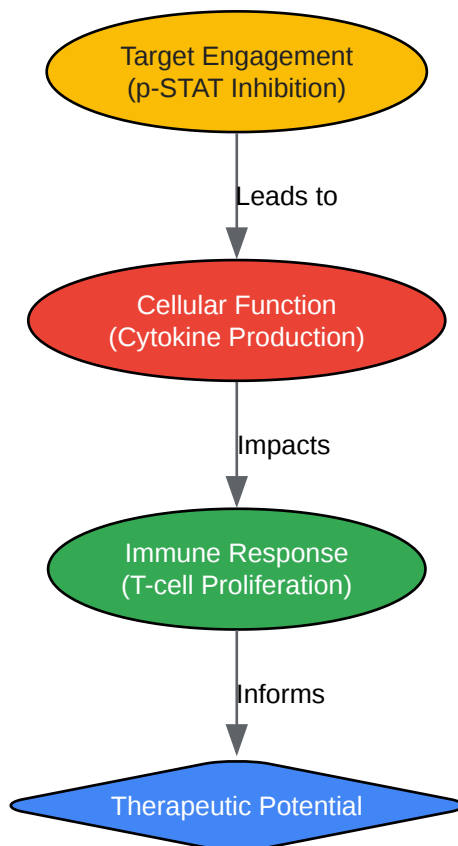 Target Engagement
(p-STAT Inhibition)
Leads to
Cellular Function
(Cytokine Production)
Impacts
Immune Response
(T-cell Proliferation)
Informs
Therapeutic Potential